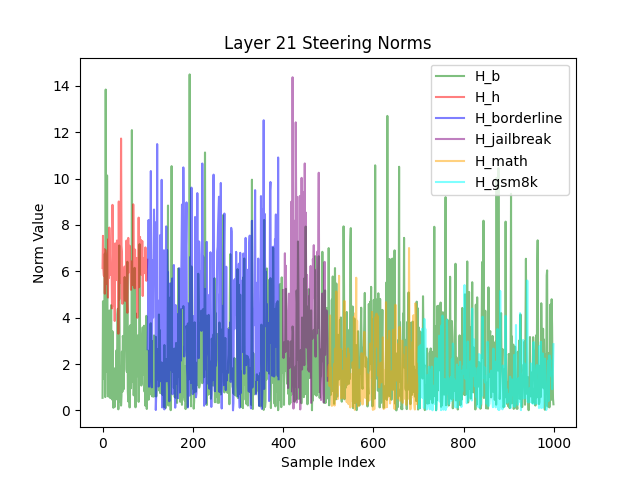 Layer 21 Steering Norms
Norm Value
14
12
10
8
6
4
2
0
H_b
H_h
H_borderline
H_jailbreak
H_math
H_gsm8k
0
200
400
600
800
1000
Sample Index